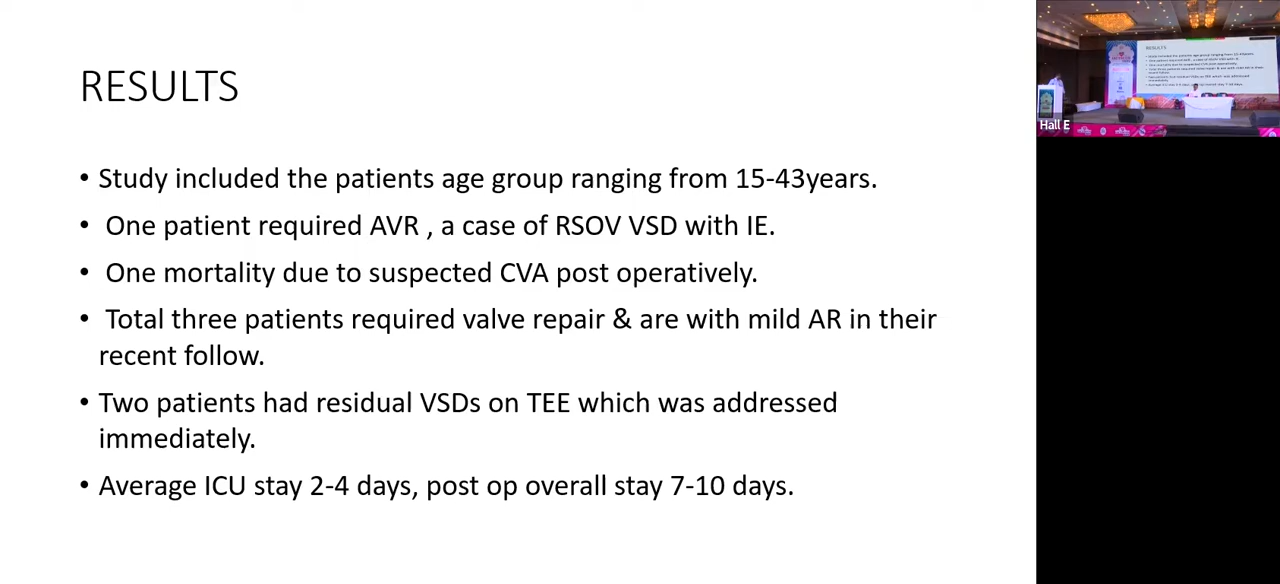 RESULTS
• Study included the patients age group ranging from 15-43years.
• One patient required AVR , a case of RSOV VSD with IE.
• One mortality due to suspected CVA post operatively.
• Total three patients required valve repair & are with mild AR in their
recent follow.
• Two patients had residual VSDs on TEE which was addressed
immediately.
• Average ICU stay 2-4 days, post op overall stay 7-10 days.
RESULTS
Hall E